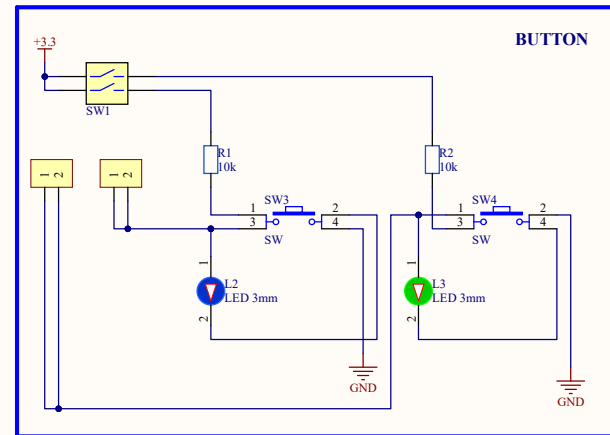 BUTTON
+3.3
SW1
R1
10k
R2
10k
1 2
1 2
SW3
1 2
3 4
SW
SW4
1 2
3 4
SW
1
L2
LED 3mm
2
1
L3
LED 3mm
2
GND
GND